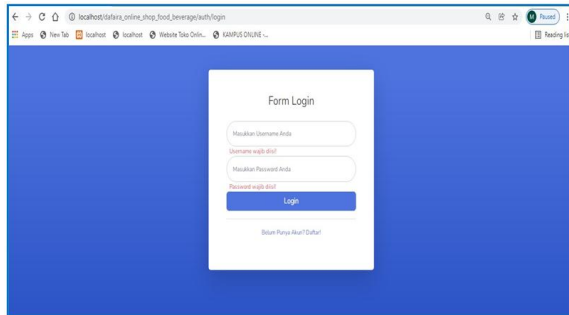 localhost/dafaira_online_shop_food_beverage/auth/login
Paused
Apps New Tab localhost localhost Website Toko Onlin... KAMPUS ONLINE -... Reading list
Form Login
Masukkan Username Anda
Username wajib diisi!
Masukkan Password Anda
Password wajib diisi!
Login
Belum Punya Akun? Daftar!